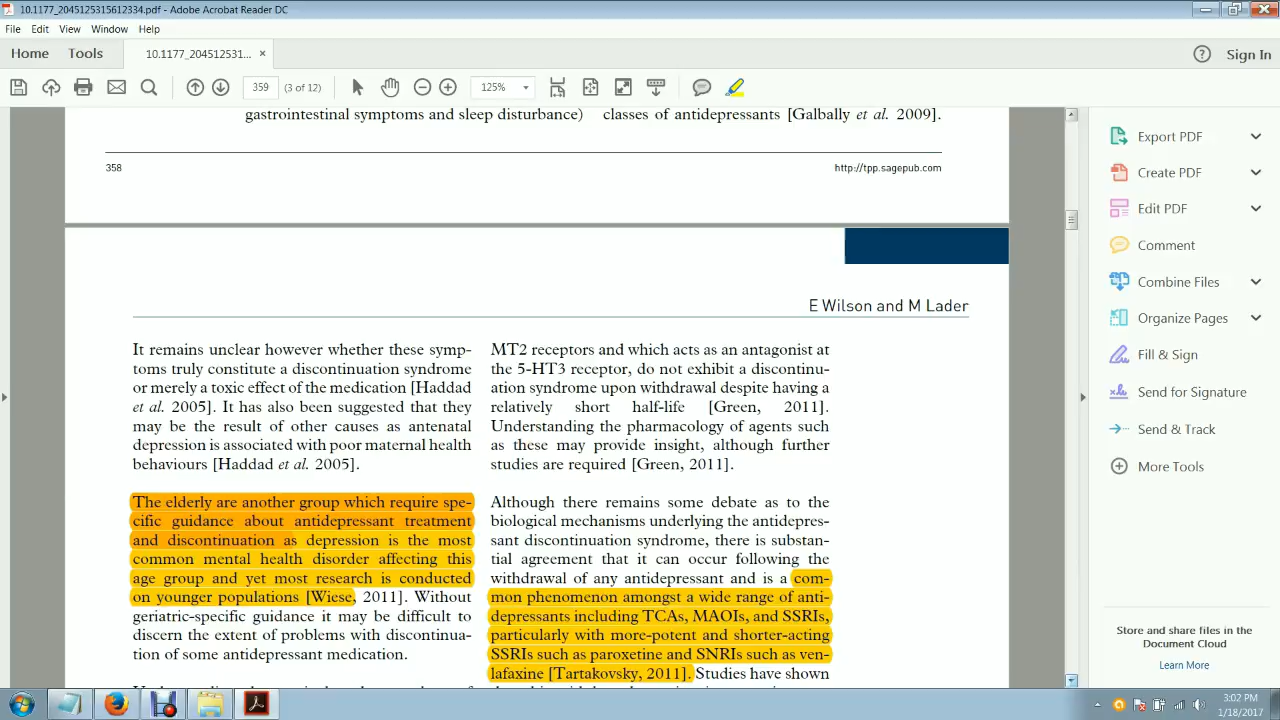 10.1177_2045125315612334.pdf - Adobe Acrobat Reader DC
File Edit View Window Help
Home Tools 10.1177_204512531... × Sign In
359 (3 of 12) 125%
gastrointestinal symptoms and sleep disturbance)
classes of antidepressants [Galbally et al. 2009].
358 http://tpp.sagepub.com
E Wilson and M Lader
It remains unclear however whether these symp-
toms truly constitute a discontinuation syndrome
or merely a toxic effect of the medication [Haddad
et al. 2005]. It has also been suggested that they
may be the result of other causes as antenatal
depression is associated with poor maternal health
behaviours [Haddad et al. 2005].
The elderly are another group which require spe-
cific guidance about antidepressant treatment
and discontinuation as depression is the most
common mental health disorder affecting this
age group and yet most research is conducted
on younger populations [Wiese, 2011]. Without
geriatric-specific guidance it may be difficult to
discern the extent of problems with discontinua-
tion of some antidepressant medication.
MT2 receptors and which acts as an antagonist at
the 5-HT3 receptor, do not exhibit a discontinu-
ation syndrome upon withdrawal despite having a
relatively short half-life [Green, 2011].
Understanding the pharmacology of agents such
as these may provide insight, although further
studies are required [Green, 2011].
Although there remains some debate as to the
biological mechanisms underlying the antidepres-
sant discontinuation syndrome, there is substan-
tial agreement that it can occur following the
withdrawal of any antidepressant and is a com-
mon phenomenon amongst a wide range of anti-
depressants including TCAs, MAOIs, and SSRIs,
particularly with more-potent and shorter-acting
SSRIs such as paroxetine and SNRIs such as ven-
lafaxine [Tartakovsky, 2011]. Studies have shown
Export PDF
Create PDF
Edit PDF
Comment
Combine Files
Organize Pages
Fill & Sign
Send for Signature
Send & Track
More Tools
Store and share files in the
Document Cloud
Learn More
3:02 PM
1/18/2017